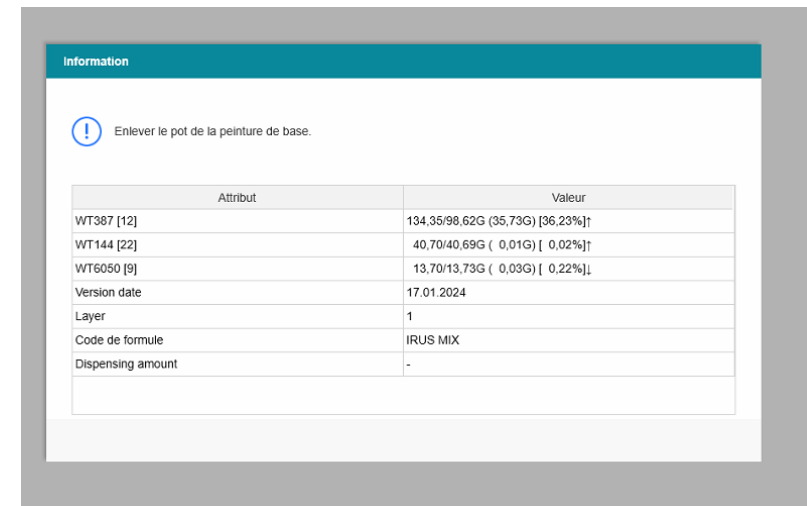 Information
Enlever le pot de la peinture de base.
Attribut Valeur
WT387 [12] 134,35/98,62G (35,73G) [36,23%]↑
WT144 [22] 40,70/40,69G ( 0,01G) [ 0,02%]↑
WT6050 [9] 13,70/13,73G ( 0,03G) [ 0,22%]↓
Version date 17.01.2024
Layer 1
Code de formule IRUS MIX
Dispensing amount -